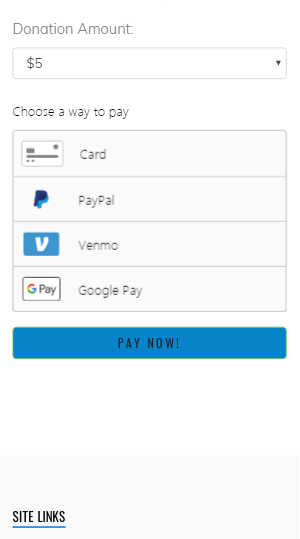 Donation Amount:
$5
Choose a way to pay
Card
PayPal
Venmo
G Pay Google Pay
PAY NOW!
SITE LINKS